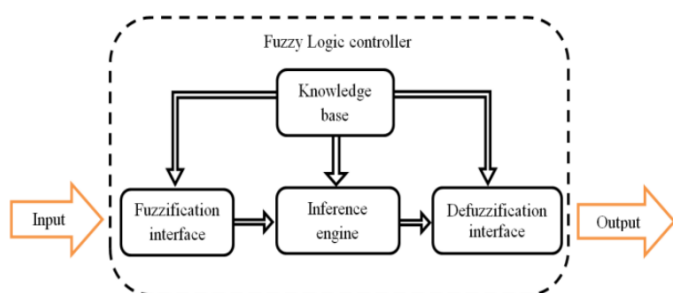 Fuzzy Logic controller
Knowledge
base
Input
Fuzzification
interface
Inference
engine
Defuzzification
interface
Output